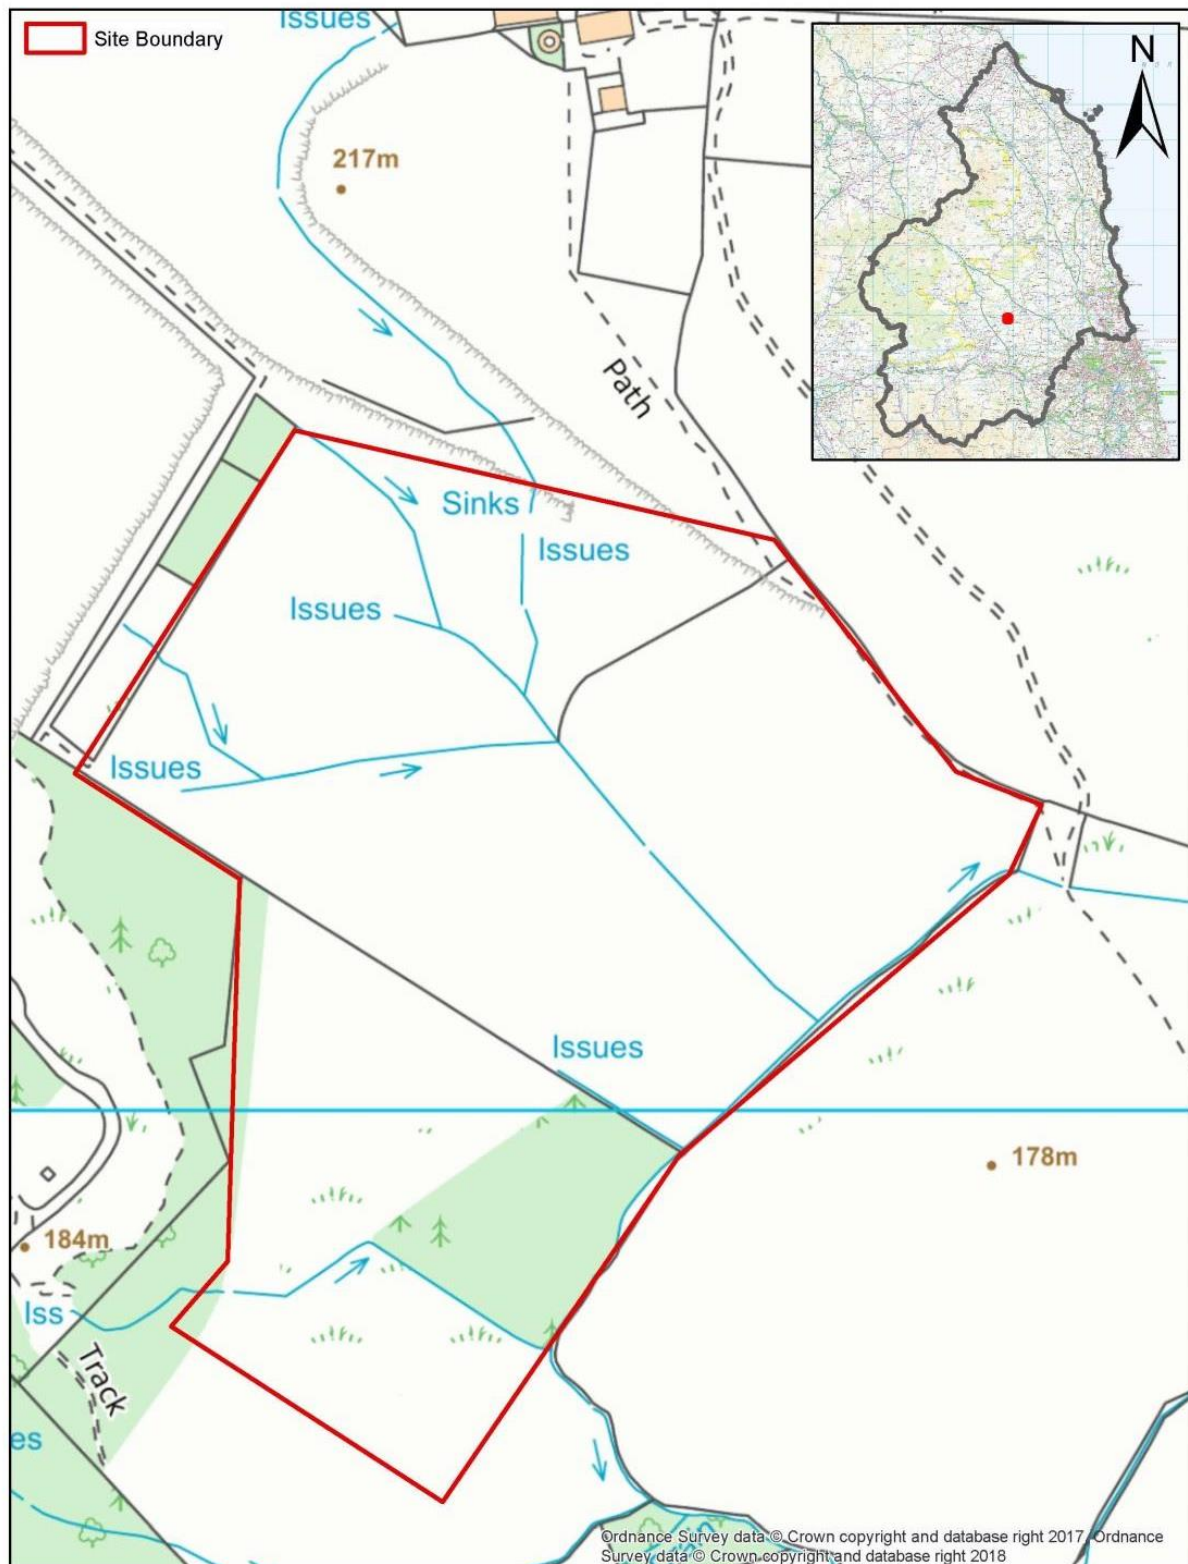 Issues
Site Boundary
N
217m
Path
Sinks
Issues
Issues
Issues
Issues
178m
184m
Iss
Track
es
Ordnance Survey data © Crown copyright and database right 2017, Ordnance
Survey data © Crown copyright and database right 2018